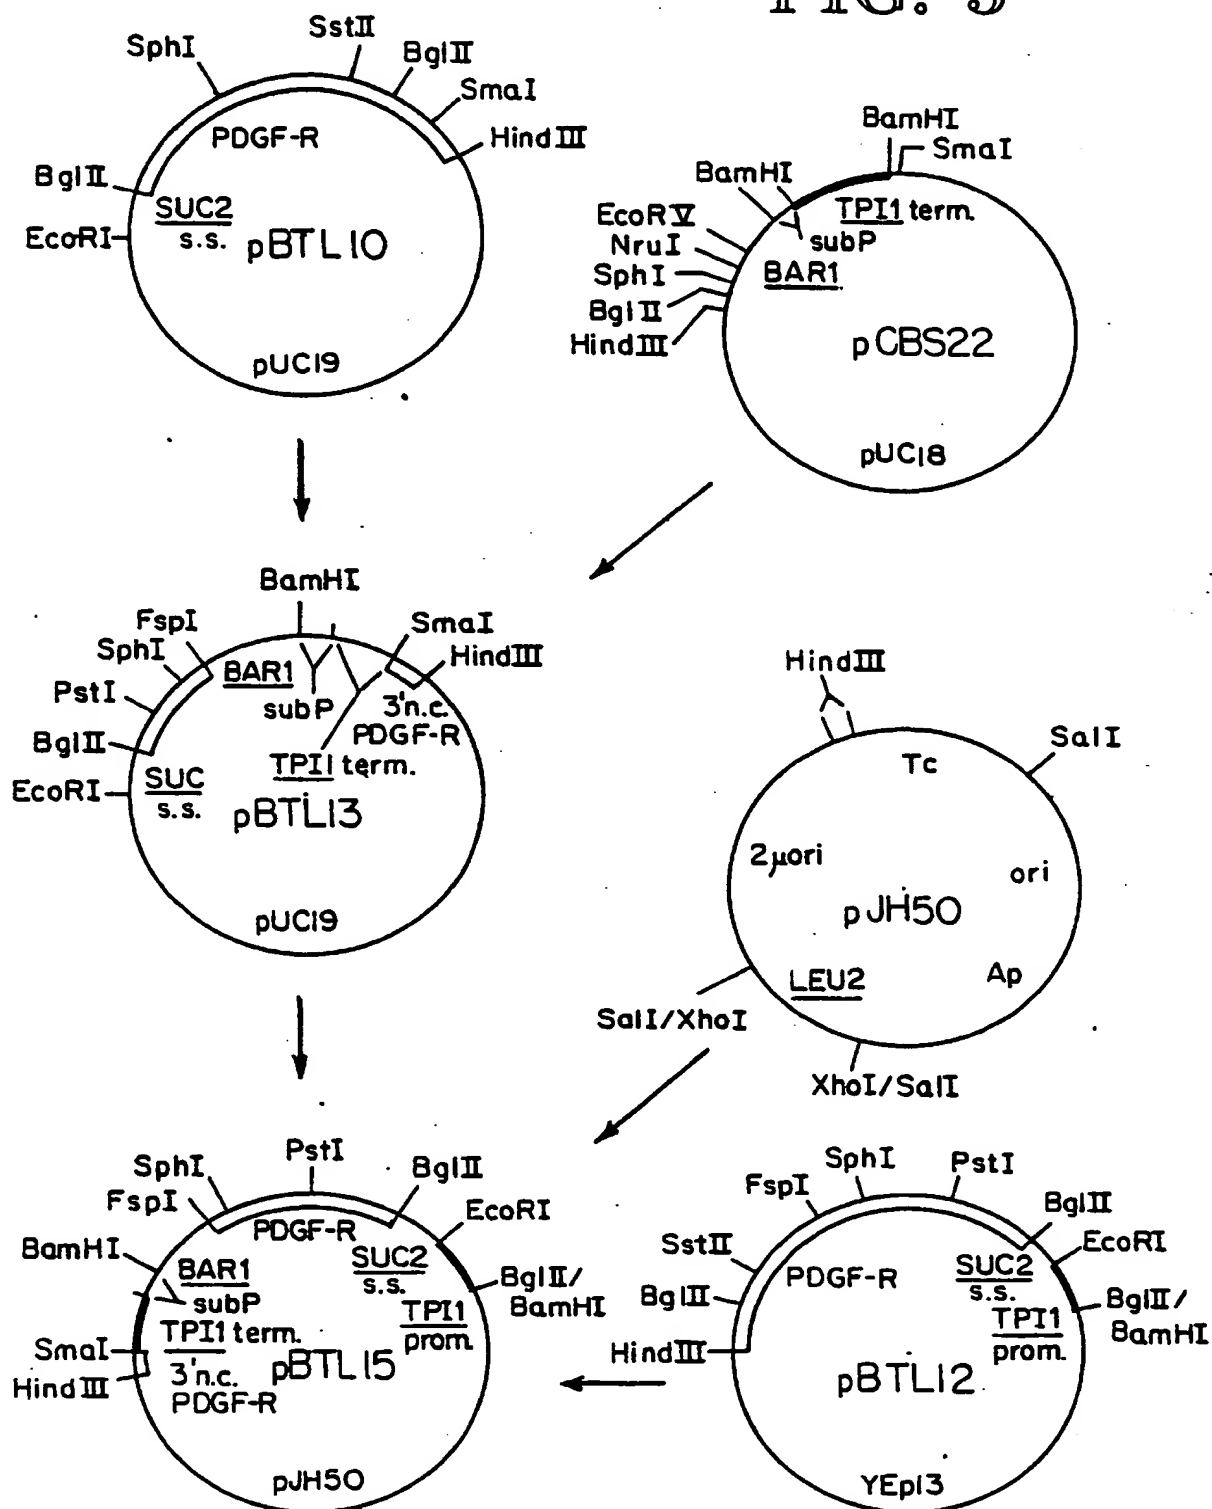 FIG. 5
SphI
SstII
BglII
SmaI
HindIII
PDGF-R
BglII
SUC2
s.s.
EcoRI
pBTL10
pUC19
BamHI
SmaI
BamHI
TPI1 term.
EcoRV
subP
NruI
SphI
BAR1
BglII
HindIII
pCBS22
pUC18
BamHI
FspI
SmaI
SphI
HindIII
BAR1
PstI
subP
3'n.c.
PDGF-R
BglII
TPI1 term.
EcoRI
SUC
s.s.
pBTL13
pUC19
HindIII
SalI
Tc
2μori
ori
pJH50
LEU2
Ap
SalI/XhoI
XhoI/SalI
PstI
SphI
BglII
FspI
EcoRI
PDGF-R
BamHI
SUC2
s.s.
BAR1
subP
BglII/
BamHI
TPI1
prom.
TPI1 term.
SmaI
3'n.c.
PDGF-R
pBTL15
HindIII
pJH50
SphI
PstI
FspI
BglII
SstII
EcoRI
PDGF-R
SUC2
s.s.
BglII
BglII/
BamHI
TPI1
prom.
HindIII
pBTL12
YEp13